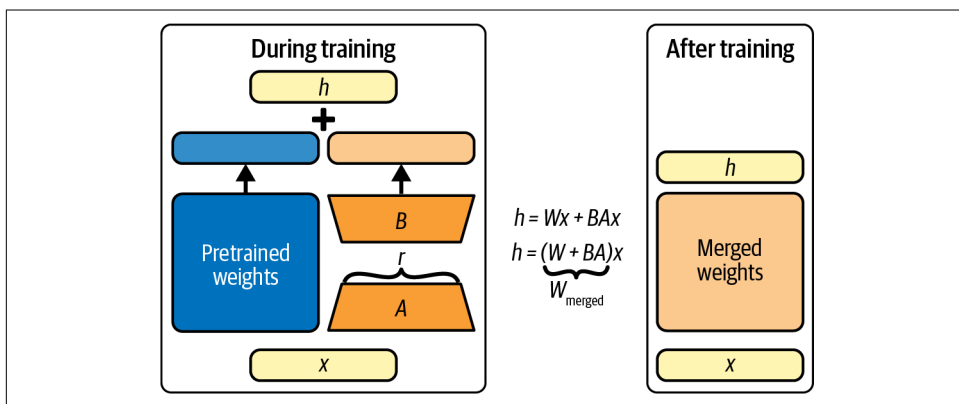 During training
h
+
Pretrained
weights
B
r
A
x
h = Wx + BAx
h = (W + BA)x
W merged
After training
h
Merged
weights
x